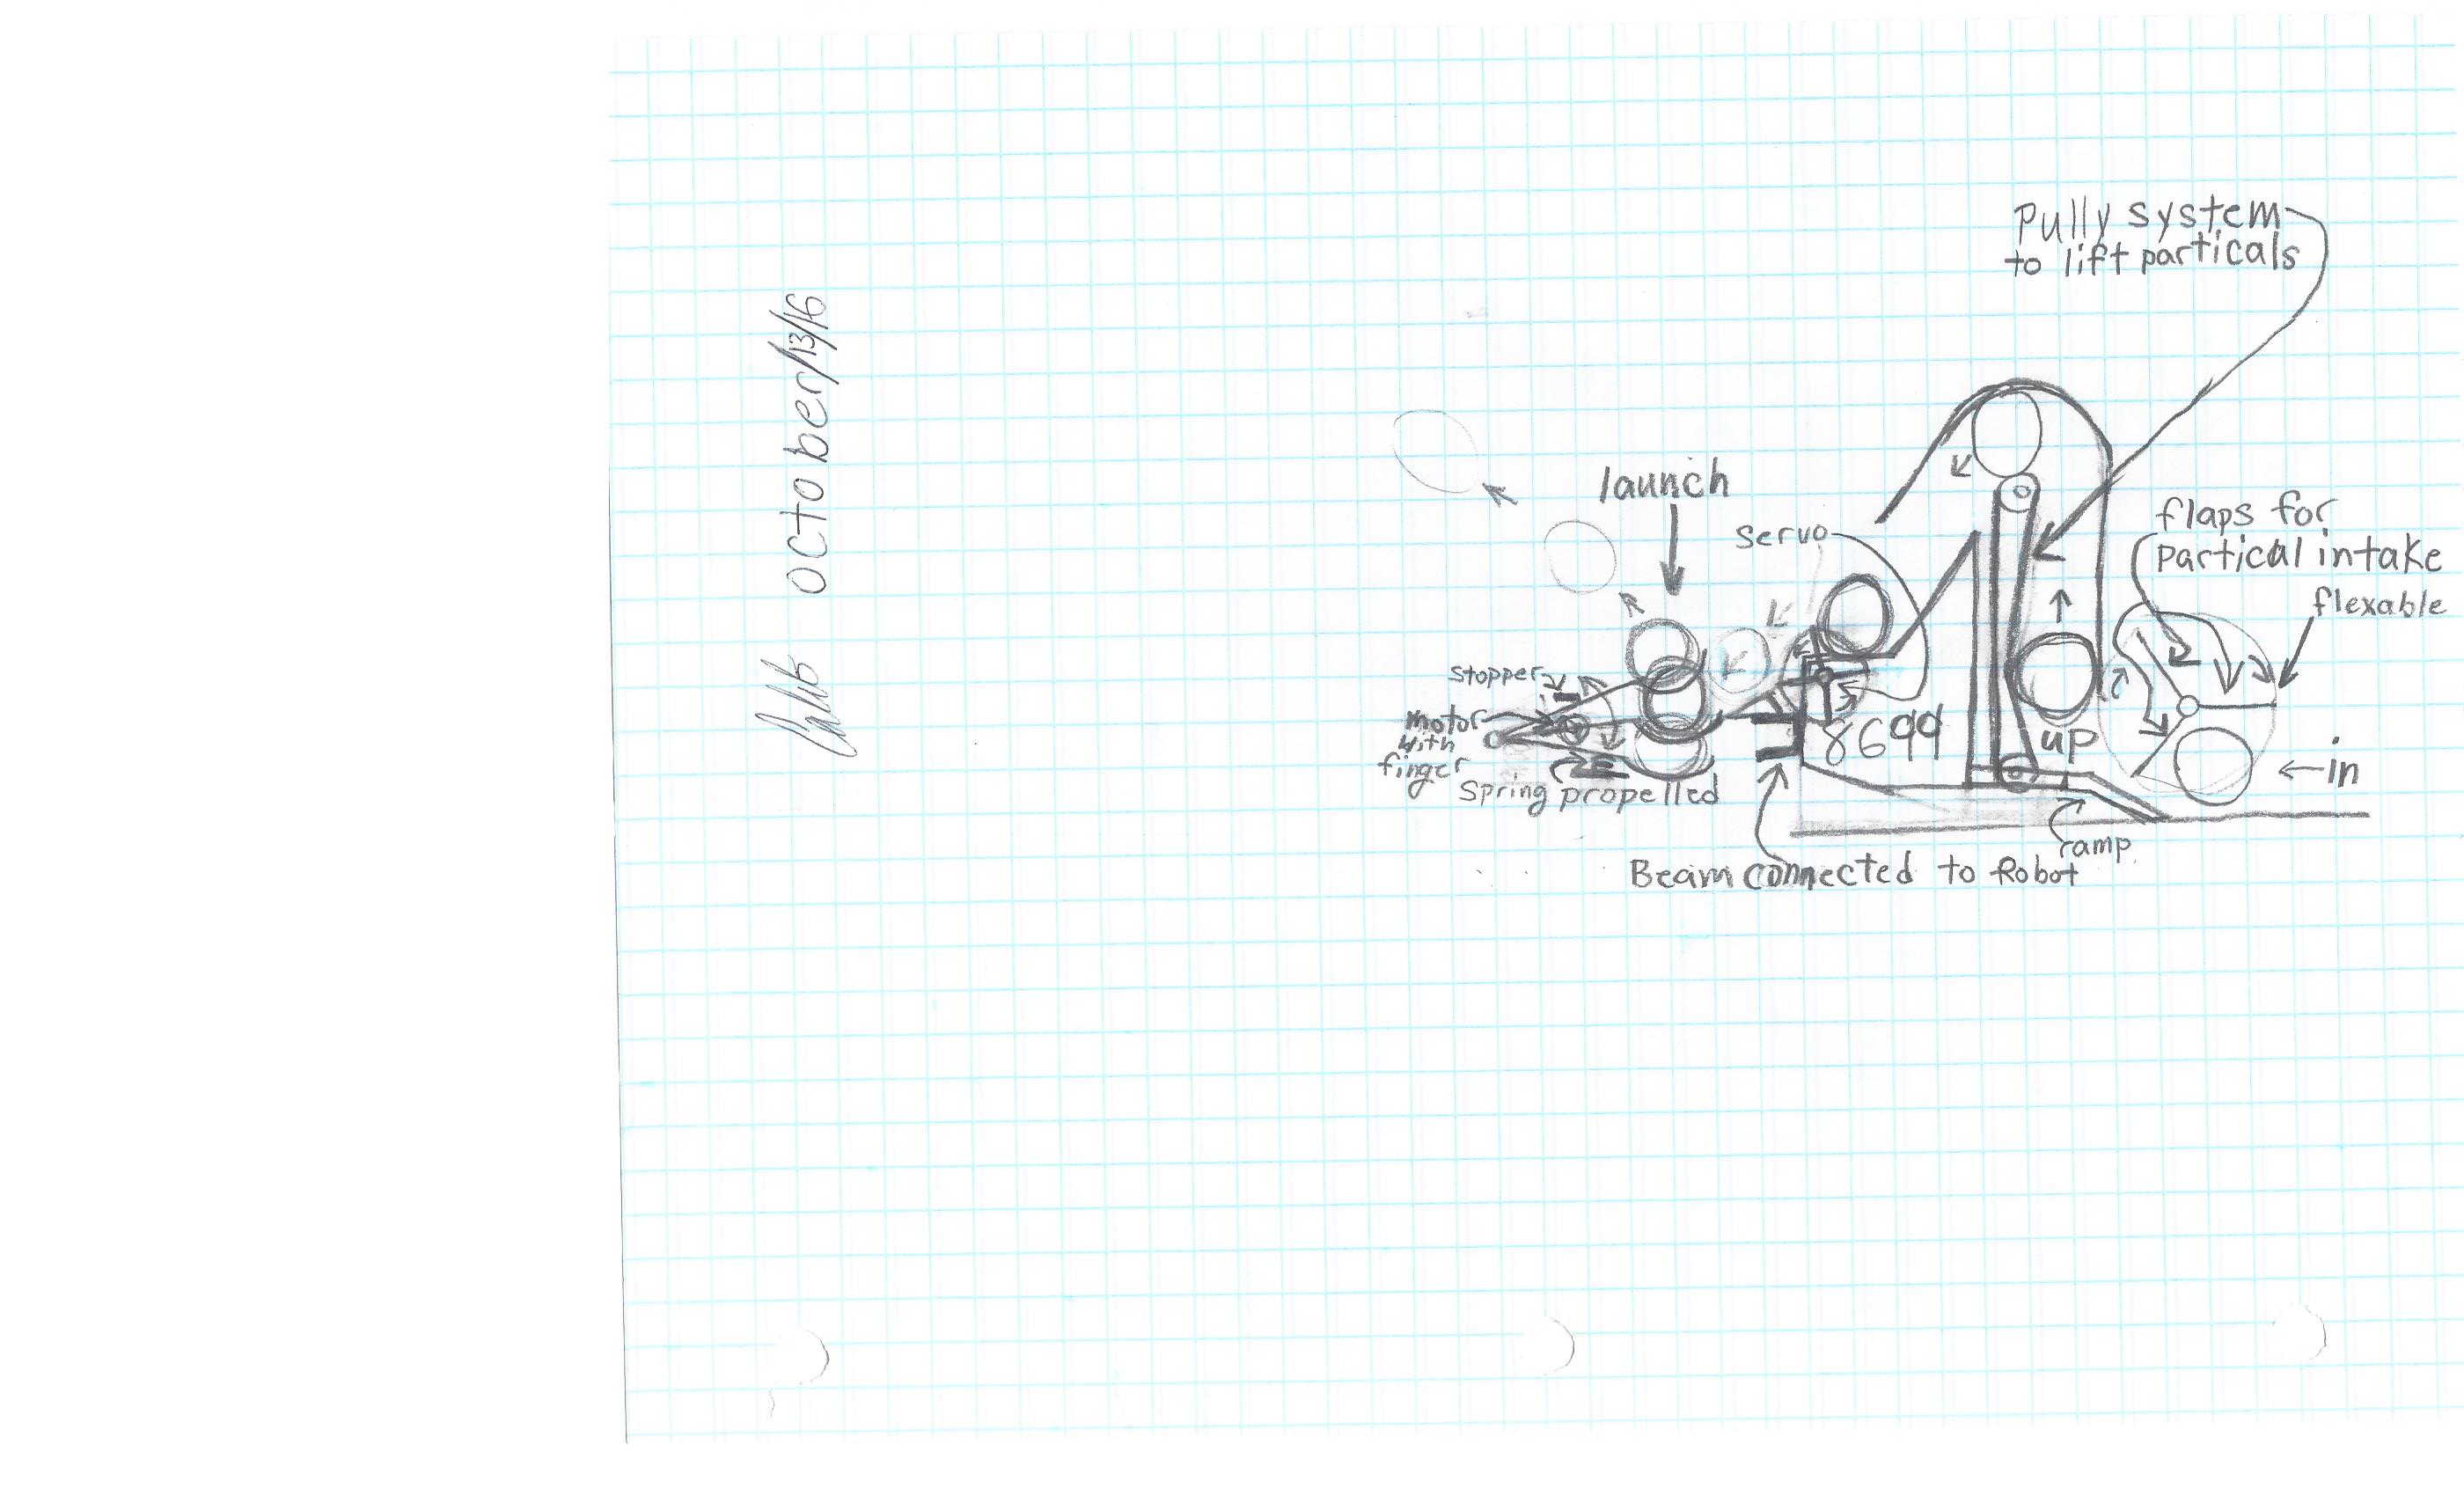 October/13/16
Pully system
to lift particals
launch
servo
flaps for
partical intake
flexable
stopper
motor
with
finger
Spring propelled
8699
up
in
ramp
Beam connected to Robot